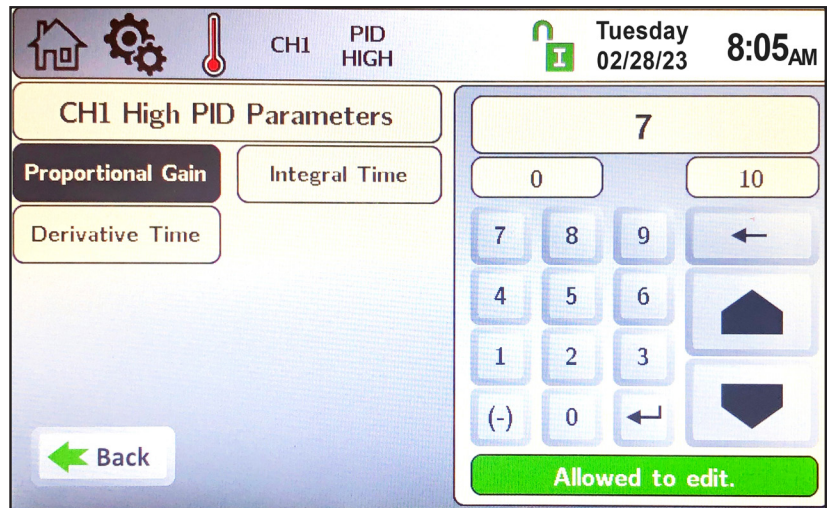 CH1
PID
HIGH
I
Tuesday
02/28/23
8:05AM
CH1 High PID Parameters
Proportional Gain
Integral Time
Derivative Time
Back
7
0
10
7 8 9
4 5 6
1 2 3
(-) 0
Allowed to edit.